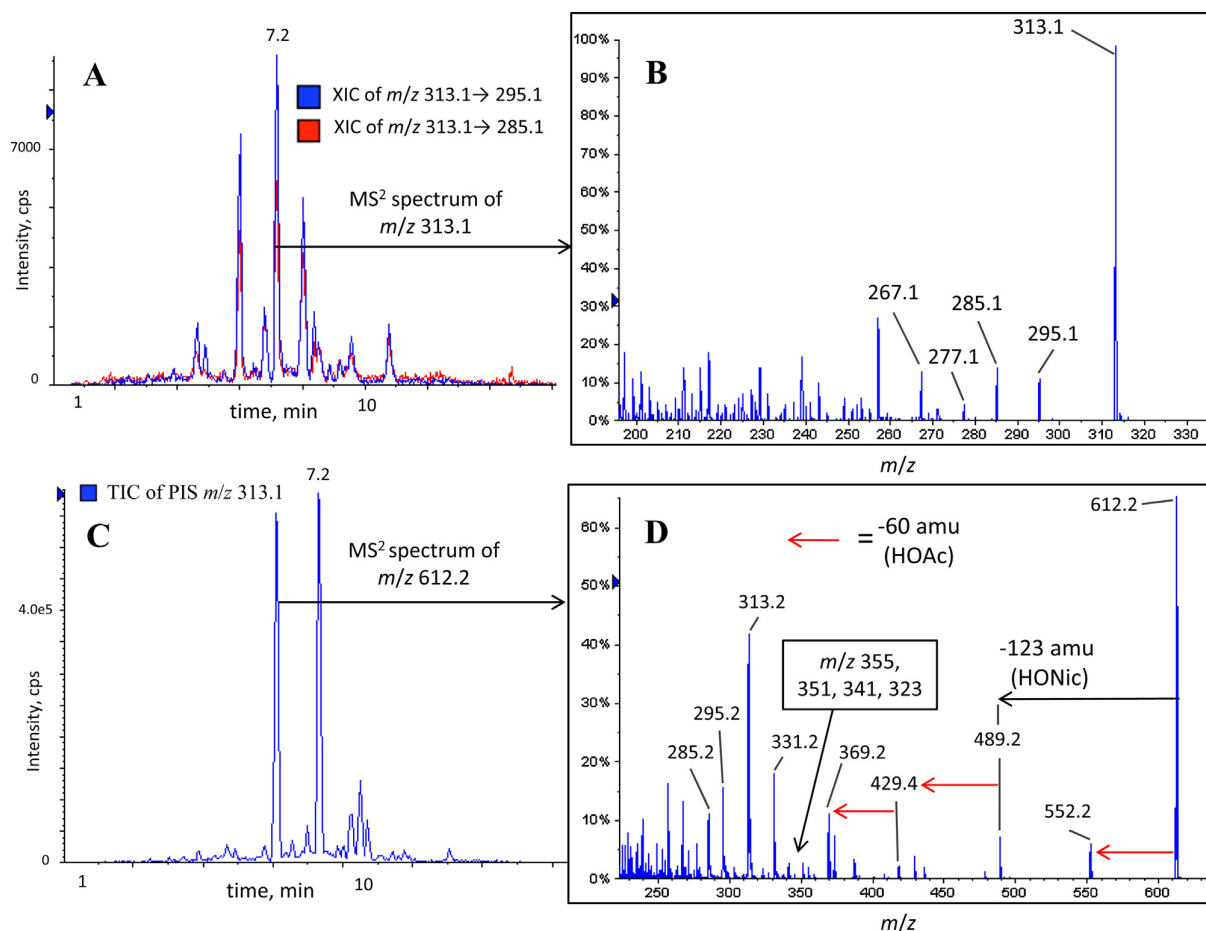 7.2
A
XIC of m/z 313.1→ 295.1
XIC of m/z 313.1→ 285.1
7000
MS² spectrum of
m/z 313.1
Intensity, cps
0
1
10
time, min
B
313.1
100%
90%
80%
70%
60%
50%
40%
30%
20%
10%
0%
267.1
285.1
277.1
295.1
200 210 220 230 240 250 260 270 280 290 300 310 320 330
m/z
TIC of PIS m/z 313.1
7.2
C
MS² spectrum of
m/z 612.2
4.0e5
Intensity, cps
0
1
10
time, min
D
= -60 amu
(HOAc)
612.2
60%
50%
40%
30%
20%
10%
0%
313.2
m/z 355,
351, 341, 323
-123 amu
(HONic)
295.2
285.2
331.2
369.2
489.2
429.4
552.2
250 300 350 400 450 500 550 600
m/z